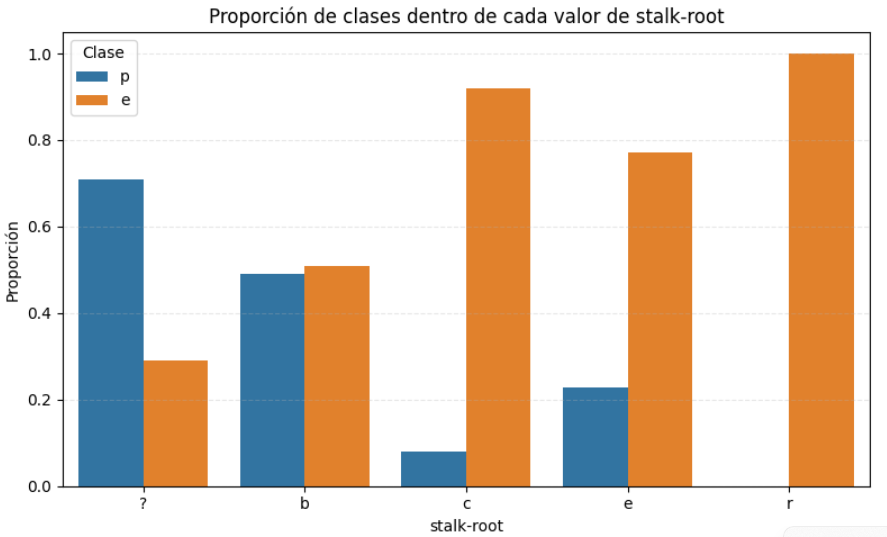 Proporción de clases dentro de cada valor de stalk-root
Clase
p
e
1.0
0.8
0.6
0.4
0.2
0.0
Proporción
? b c e r
stalk-root